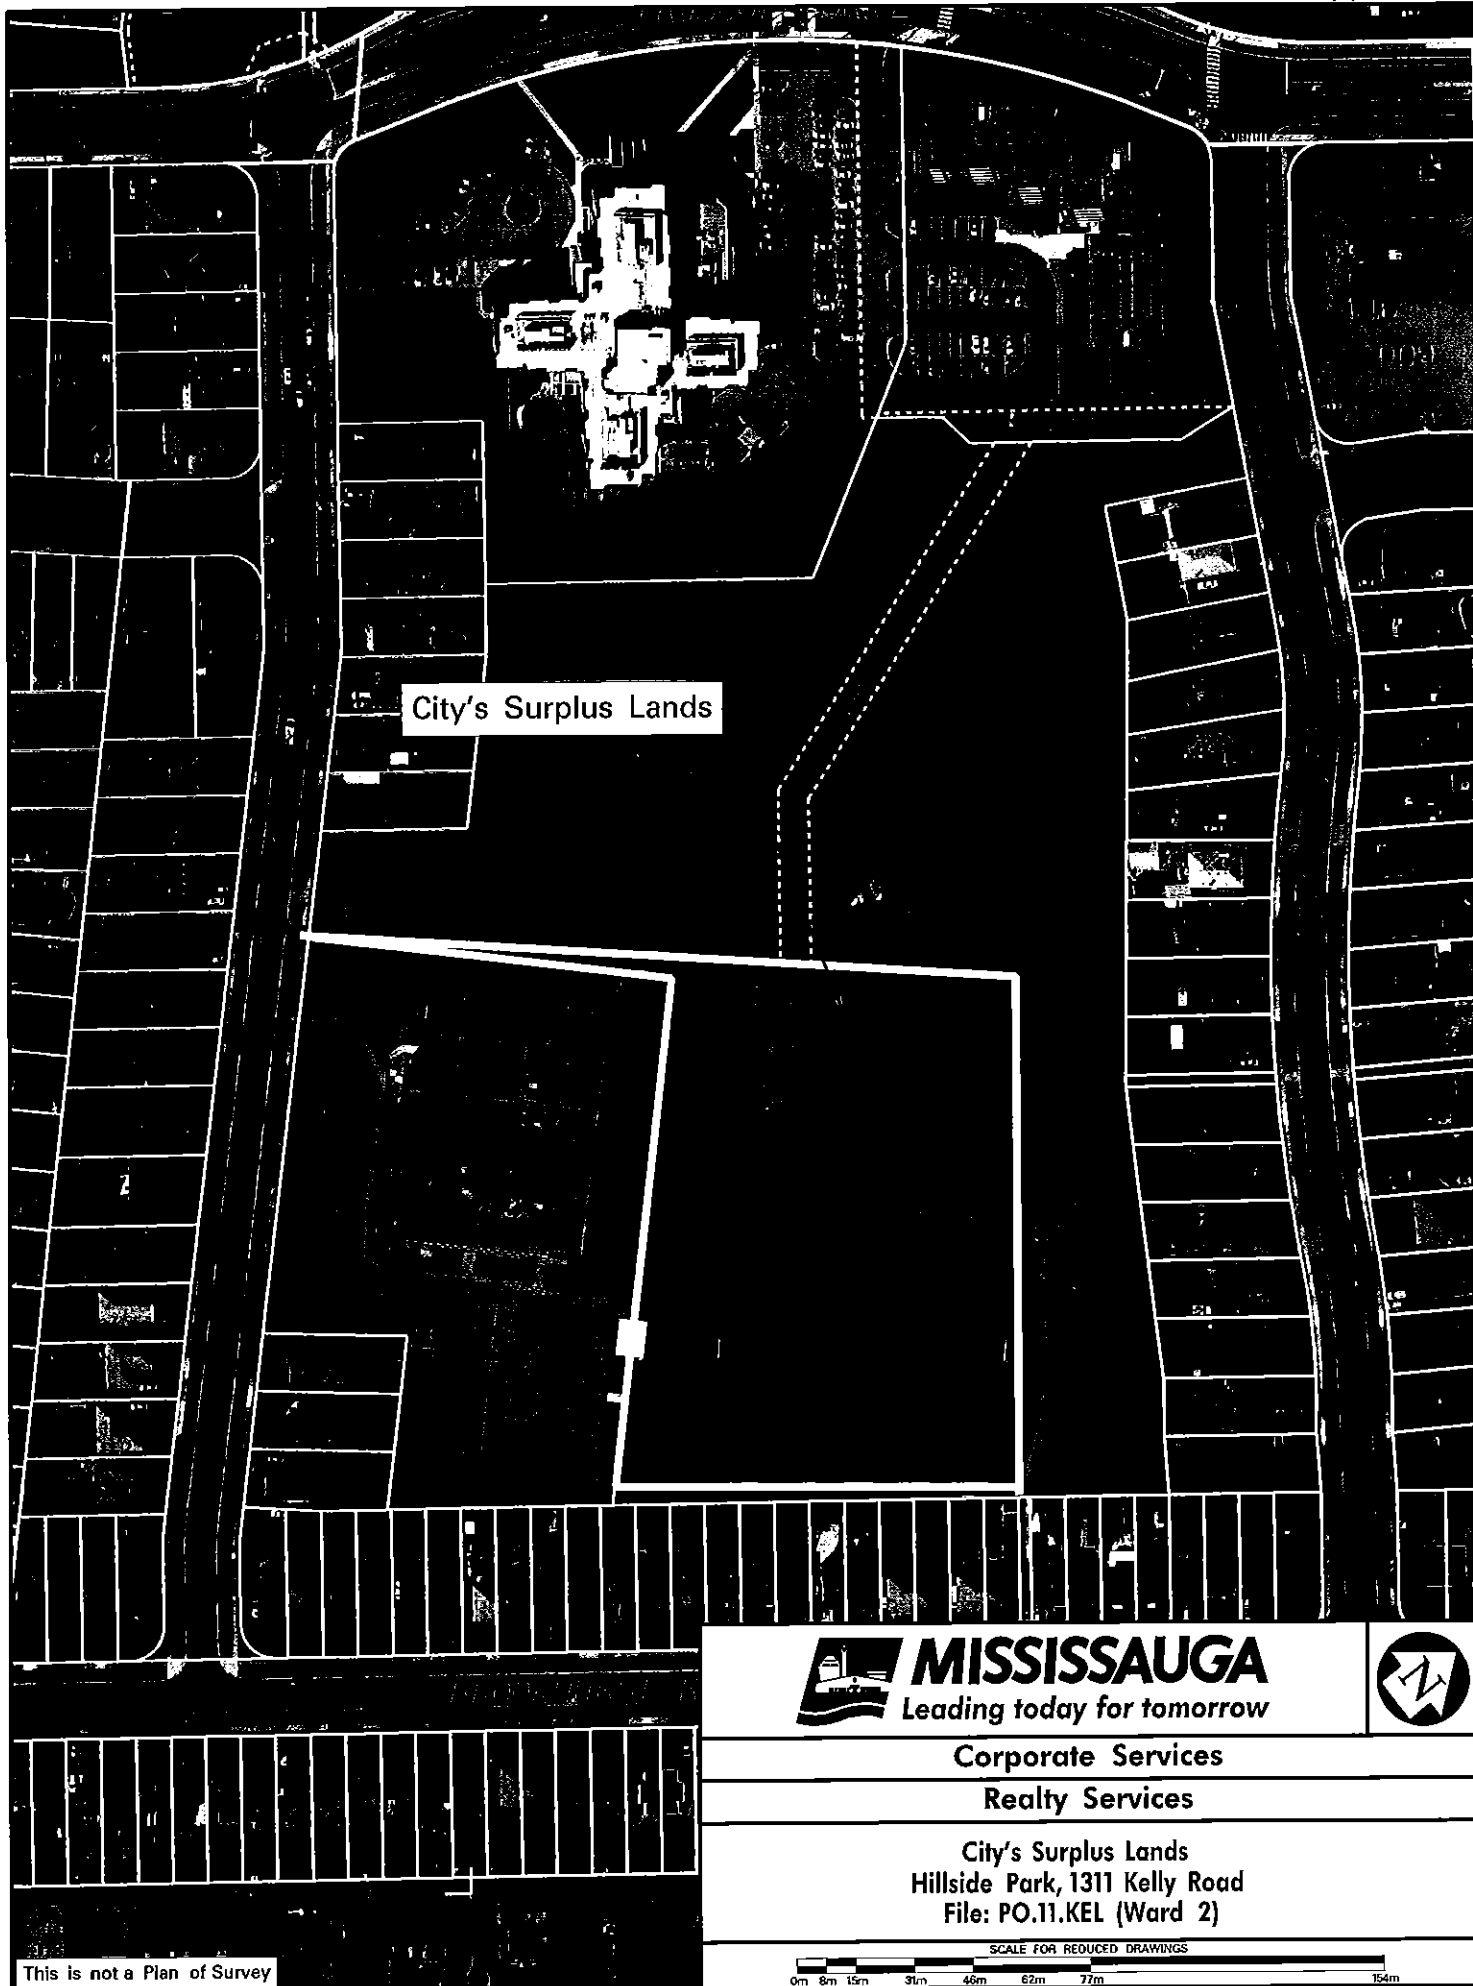 City's Surplus Lands
MISSISSAUGA
Leading today for tomorrow
N
Corporate Services
Realty Services
City's Surplus Lands
Hillside Park, 1311 Kelly Road
File: PO.11.KEL (Ward 2)
SCALE FOR REDUCED DRAWINGS
0m 8m 15m 31m 46m 62m 77m 154m
This is not a Plan of Survey